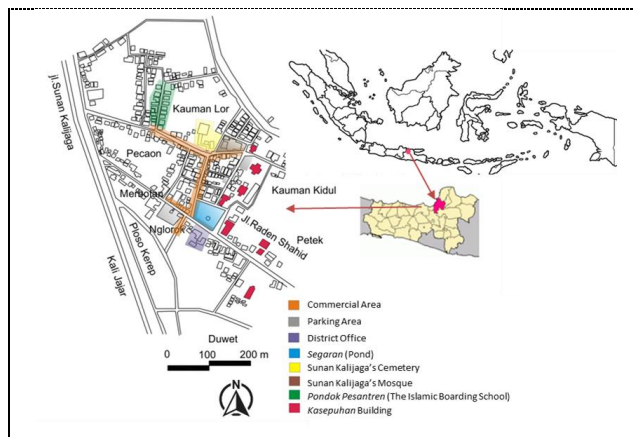 jl.Sunan Kalijaga
Kauman Lor
Pecaon
Merbotan
Kauman Kidul
Jl.Raden Shahid
Nglorok
Petek
Ploso Kerep
Kali Jajar
Duwet
0 100 200 m
N
Commercial Area
Parking Area
District Office
Segaran (Pond)
Sunan Kalijaga's Cemetery
Sunan Kalijaga's Mosque
Pondok Pesantren (The Islamic Boarding School)
Kasepuhan Building